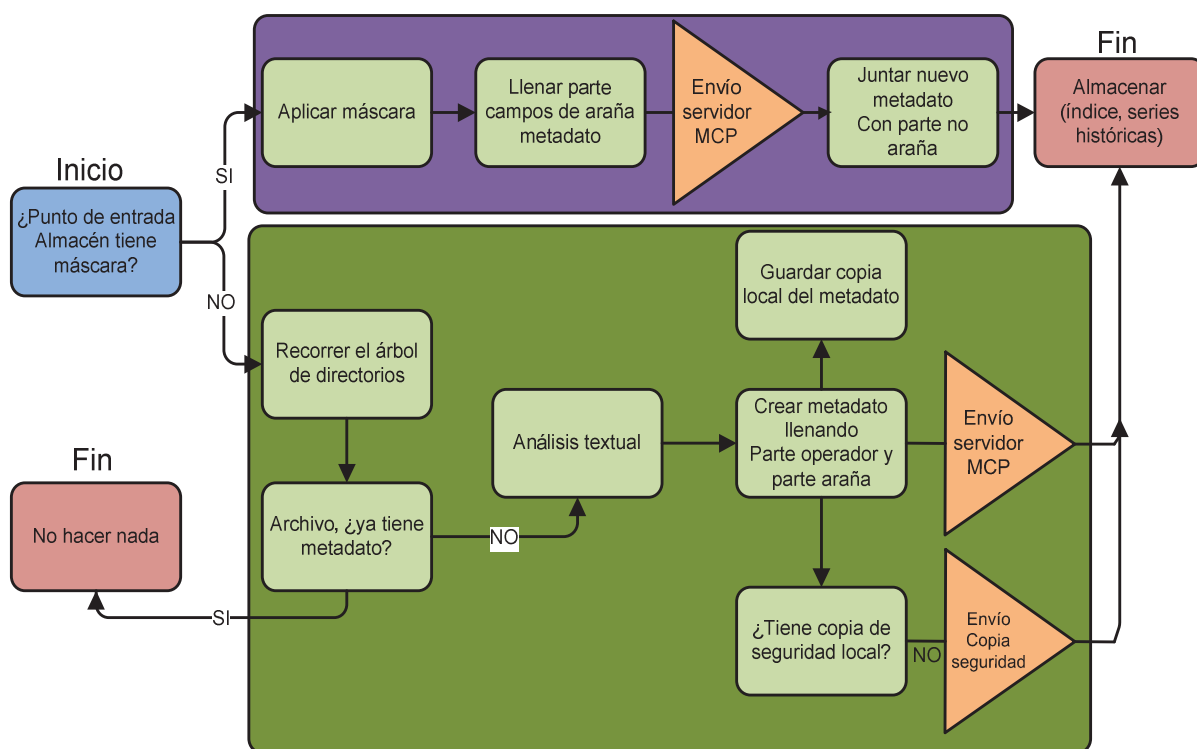 Inicio
¿Punto de entrada
Almacén tiene
máscara?
SI
NO
Aplicar máscara
Llenar parte
campos de araña
metadato
Envío
servidor
MCP
Juntar nuevo
metadato
Con parte no
araña
Fin
Almacenar
(índice, series
históricas)
Recorrer el árbol
de directorios
Archivo, ¿ya tiene
metadato?
SI
Fin
No hacer nada
NO
Análisis textual
Guardar copia
local del metadato
Crear metadato
llenando
Parte operador y
parte araña
Envío
servidor
MCP
¿Tiene copia de
seguridad local?
NO
Envío
Copia
seguridad